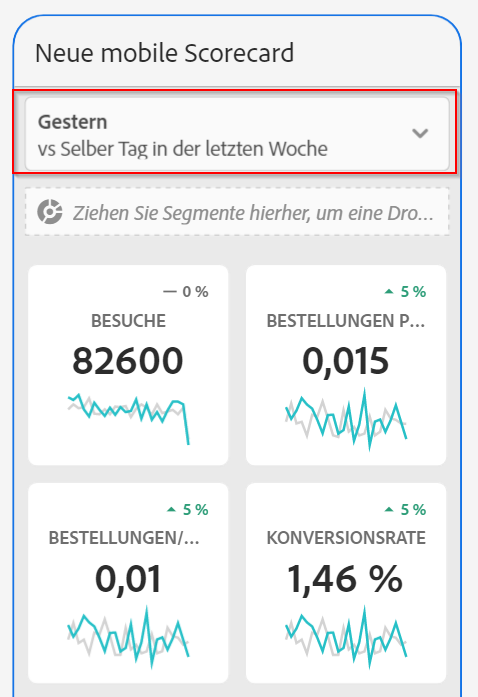 Neue mobile Scorecard
Gestern
vs Selber Tag in der letzten Woche
Ziehen Sie Segmente hierher, um eine Dro...
— 0 %
BESUCHE
82600
5 %
BESTELLUNGEN P...
0,015
5 %
BESTELLUNGEN/...
0,01
5 %
KONVERSIONSRATE
1,46 %